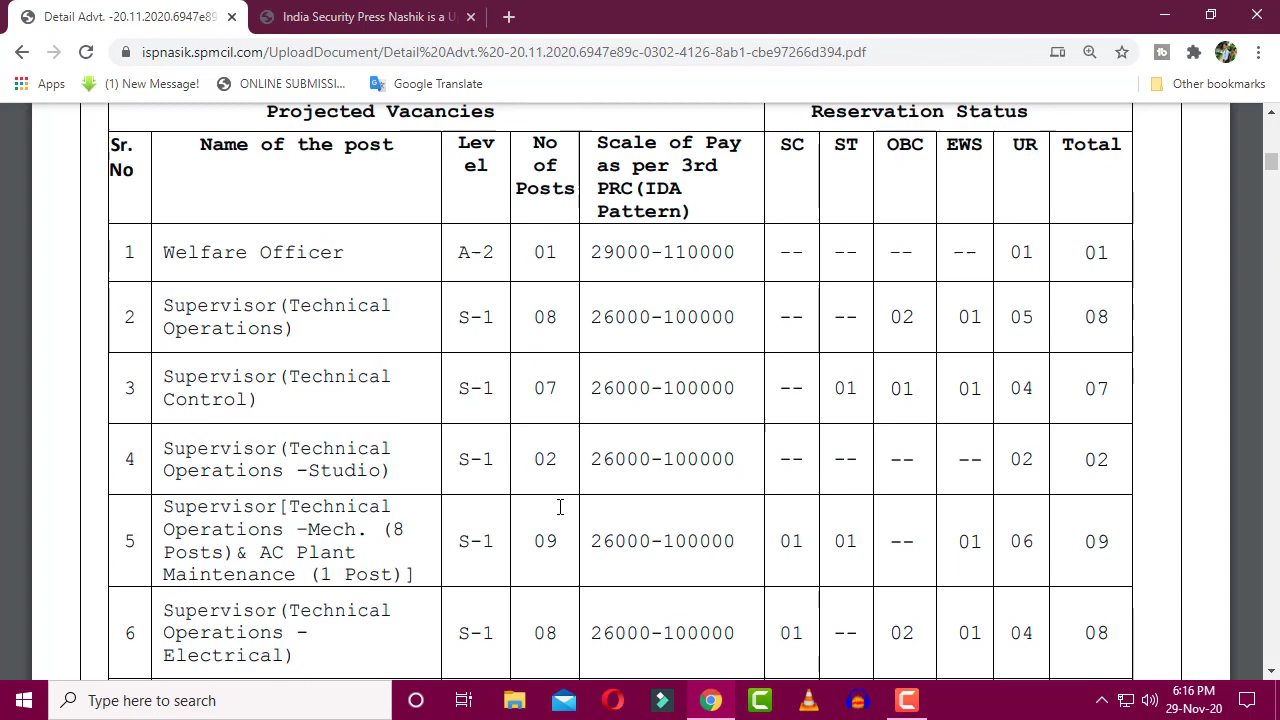 Detail Advt. -20.11.2020.6947e89
India Security Press Nashik is a U
ispnasik.spmcil.com/UploadDocument/Detail%20Advt.%20-20.11.2020.6947e89c-0302-4126-8ab1-cbe97266d394.pdf
Apps (1) New Message! ONLINE SUBMISSI... Google Translate Other bookmarks
Projected Vacancies Reservation Status
Sr. No Name of the post Lev el No of Posts Scale of Pay as per 3rd PRC(IDA Pattern) SC ST OBC EWS UR Total
1 Welfare Officer A-2 01 29000-110000 -- -- -- -- 01 01
2 Supervisor(Technical Operations) S-1 08 26000-100000 -- -- 02 01 05 08
3 Supervisor(Technical Control) S-1 07 26000-100000 -- 01 01 01 04 07
4 Supervisor(Technical Operations -Studio) S-1 02 26000-100000 -- -- -- -- 02 02
5 Supervisor[Technical Operations -Mech. (8 Posts)& AC Plant Maintenance (1 Post)] S-1 09 26000-100000 01 01 -- 01 06 09
6 Supervisor(Technical Operations - Electrical) S-1 08 26000-100000 01 -- 02 01 04 08
Type here to search
6:16 PM
29-Nov-20